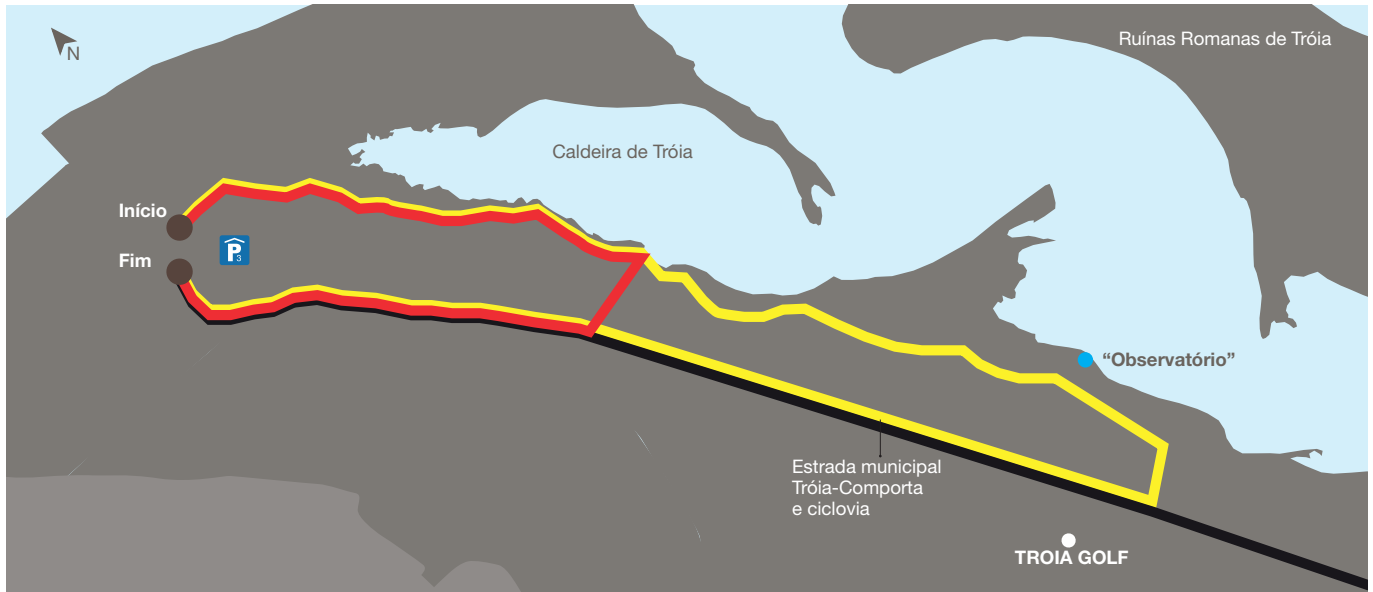 N
Ruínas Romanas de Tróia
Caldeira de Tróia
Início
Fim
P
3
“Observatório”
Estrada municipal
Tróia-Comporta
e ciclovia
TROIA GOLF